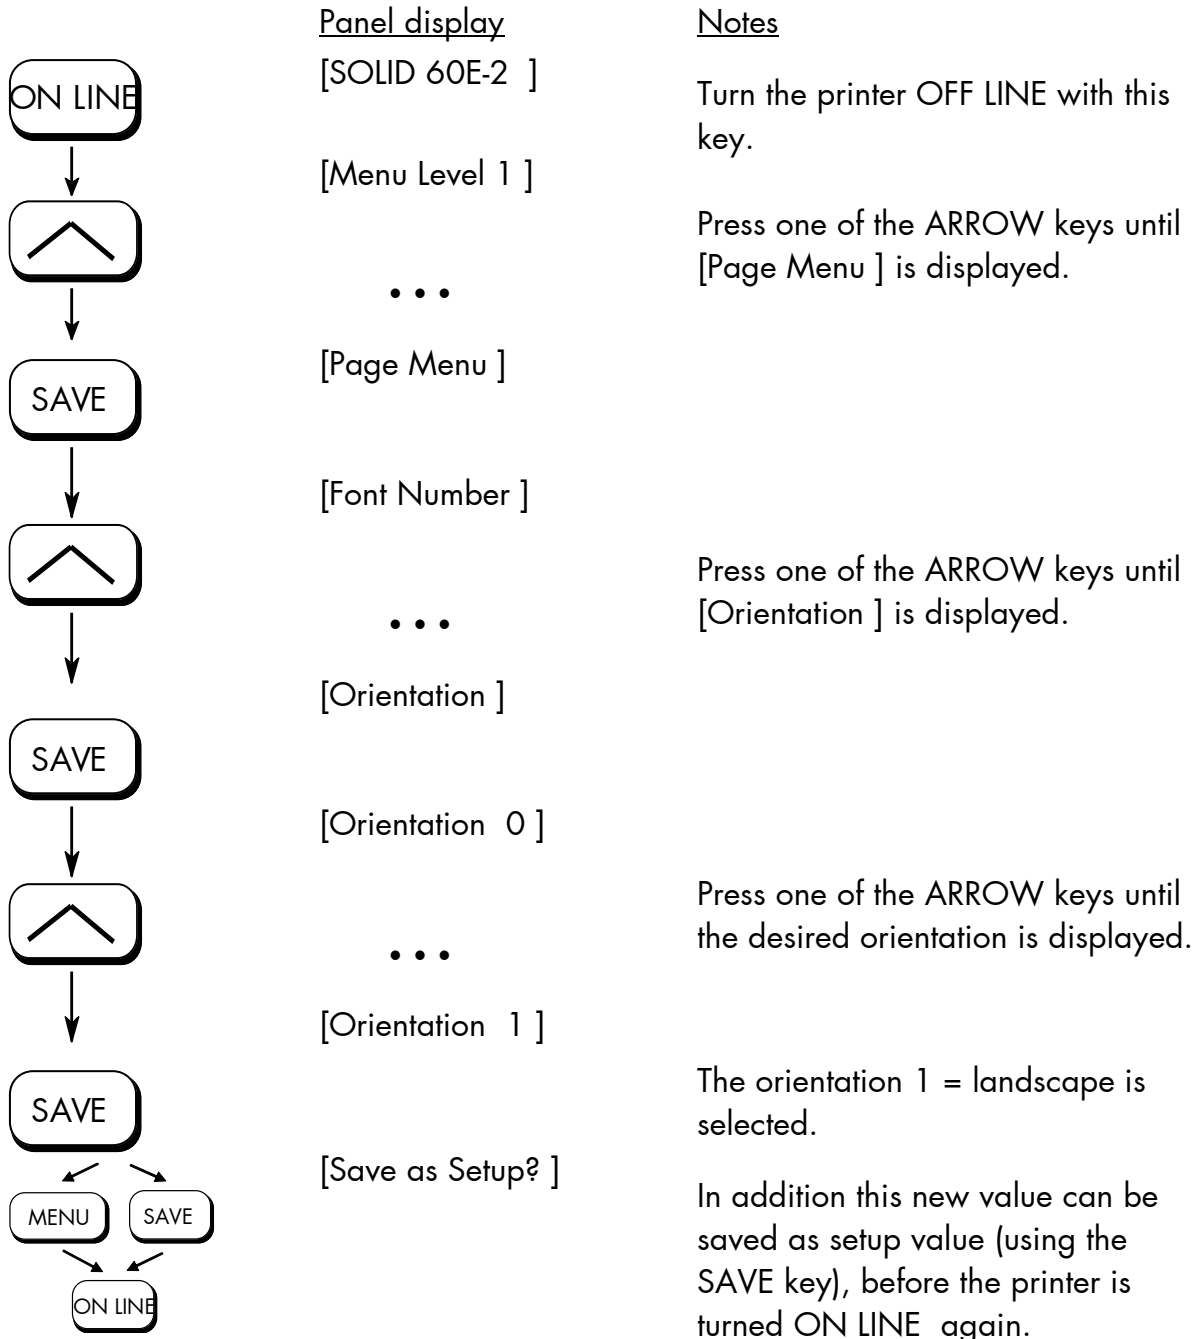 Panel display Notes
[SOLID 60E-2 ]
ON LINE
Turn the printer OFF LINE with this
key.
[Menu Level 1 ]
Press one of the ARROW keys until
[Page Menu ] is displayed.
...
[Page Menu ]
SAVE
[Font Number ]
Press one of the ARROW keys until
[Orientation ] is displayed.
...
[Orientation ]
SAVE
[Orientation 0 ]
Press one of the ARROW keys until
the desired orientation is displayed.
...
[Orientation 1 ]
The orientation 1 = landscape is
selected.
SAVE
[Save as Setup? ]
In addition this new value can be
saved as setup value (using the
SAVE key), before the printer is
turned ON LINE again.
MENU SAVE
ON LINE